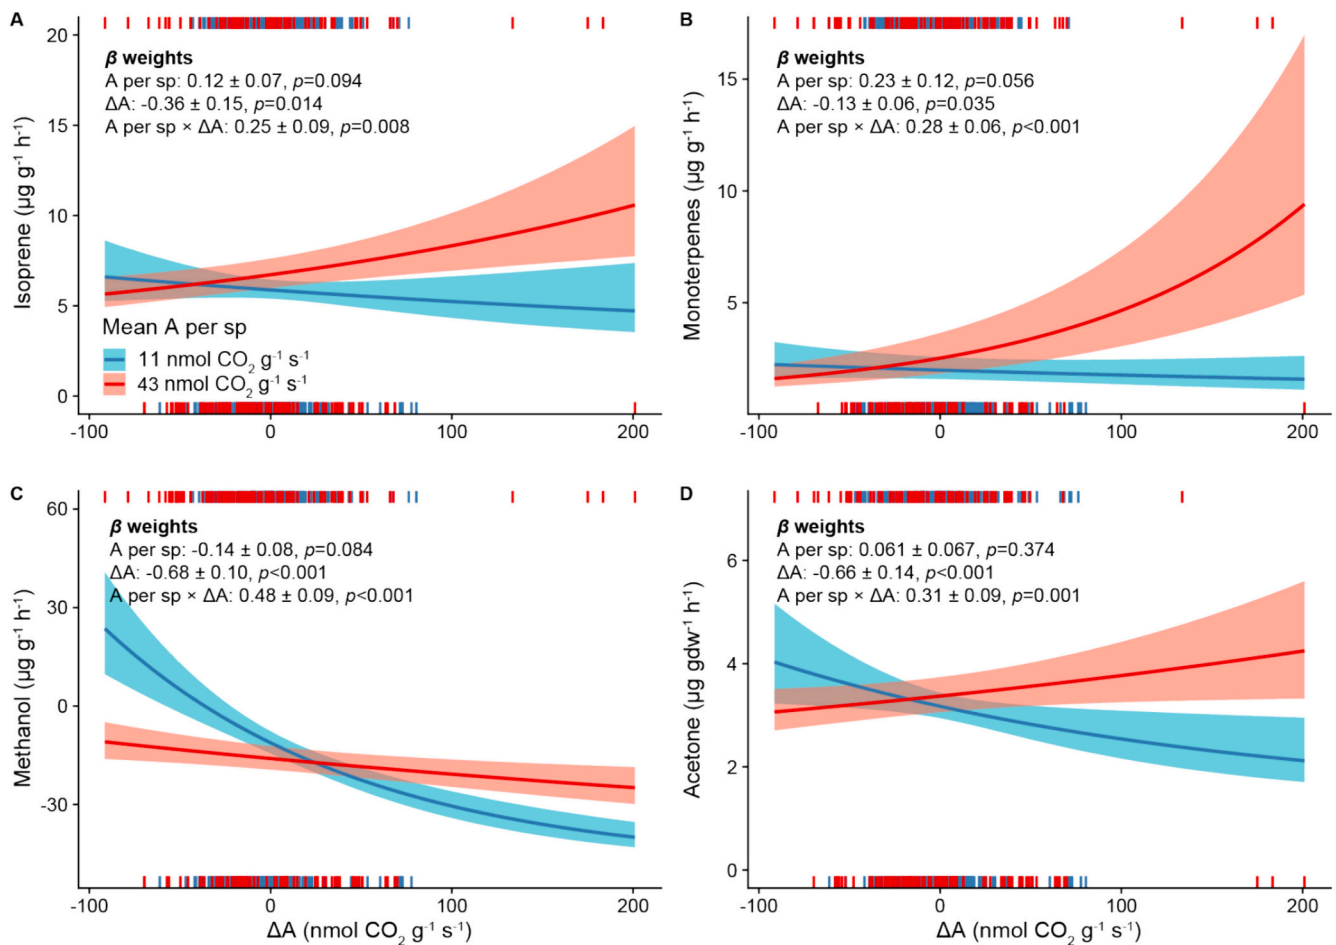 A
20
15
10
5
0
Isoprene (µg g⁻¹ h⁻¹)
β weights
A per sp: 0.12 ± 0.07, p=0.094
ΔA: -0.36 ± 0.15, p=0.014
A per sp × ΔA: 0.25 ± 0.09, p=0.008
Mean A per sp
11 nmol CO₂ g⁻¹ s⁻¹
43 nmol CO₂ g⁻¹ s⁻¹
-100 0 100 200
B
15
10
5
Monoterpenes (µg g⁻¹ h⁻¹)
β weights
A per sp: 0.23 ± 0.12, p=0.056
ΔA: -0.13 ± 0.06, p=0.035
A per sp × ΔA: 0.28 ± 0.06, p<0.001
-100 0 100 200
C
60
30
0
-30
Methanol (µg g⁻¹ h⁻¹)
β weights
A per sp: -0.14 ± 0.08, p=0.084
ΔA: -0.68 ± 0.10, p<0.001
A per sp × ΔA: 0.48 ± 0.09, p<0.001
-100 0 100 200
ΔA (nmol CO₂ g⁻¹ s⁻¹)
D
6
4
2
0
Acetone (µg gdw⁻¹ h⁻¹)
β weights
A per sp: 0.061 ± 0.067, p=0.374
ΔA: -0.66 ± 0.14, p<0.001
A per sp × ΔA: 0.31 ± 0.09, p=0.001
-100 0 100 200
ΔA (nmol CO₂ g⁻¹ s⁻¹)